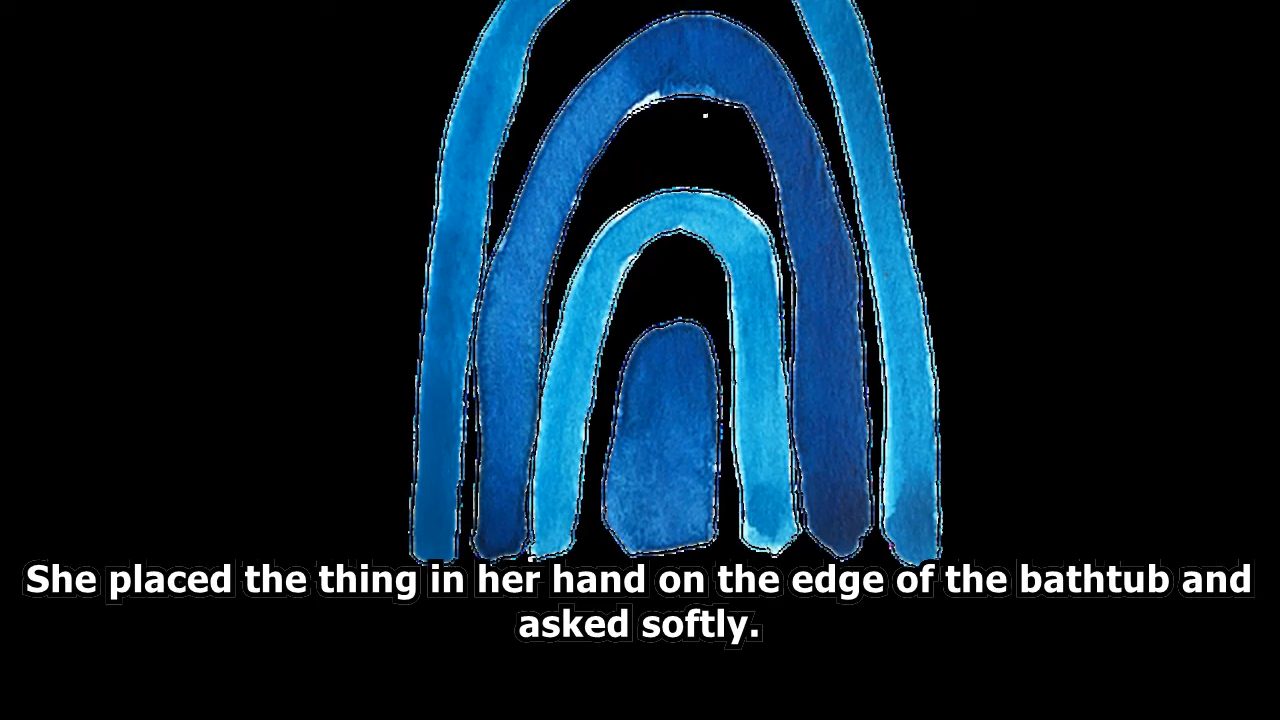 She placed the thing in her hand on the edge of the bathtub and
asked softly.